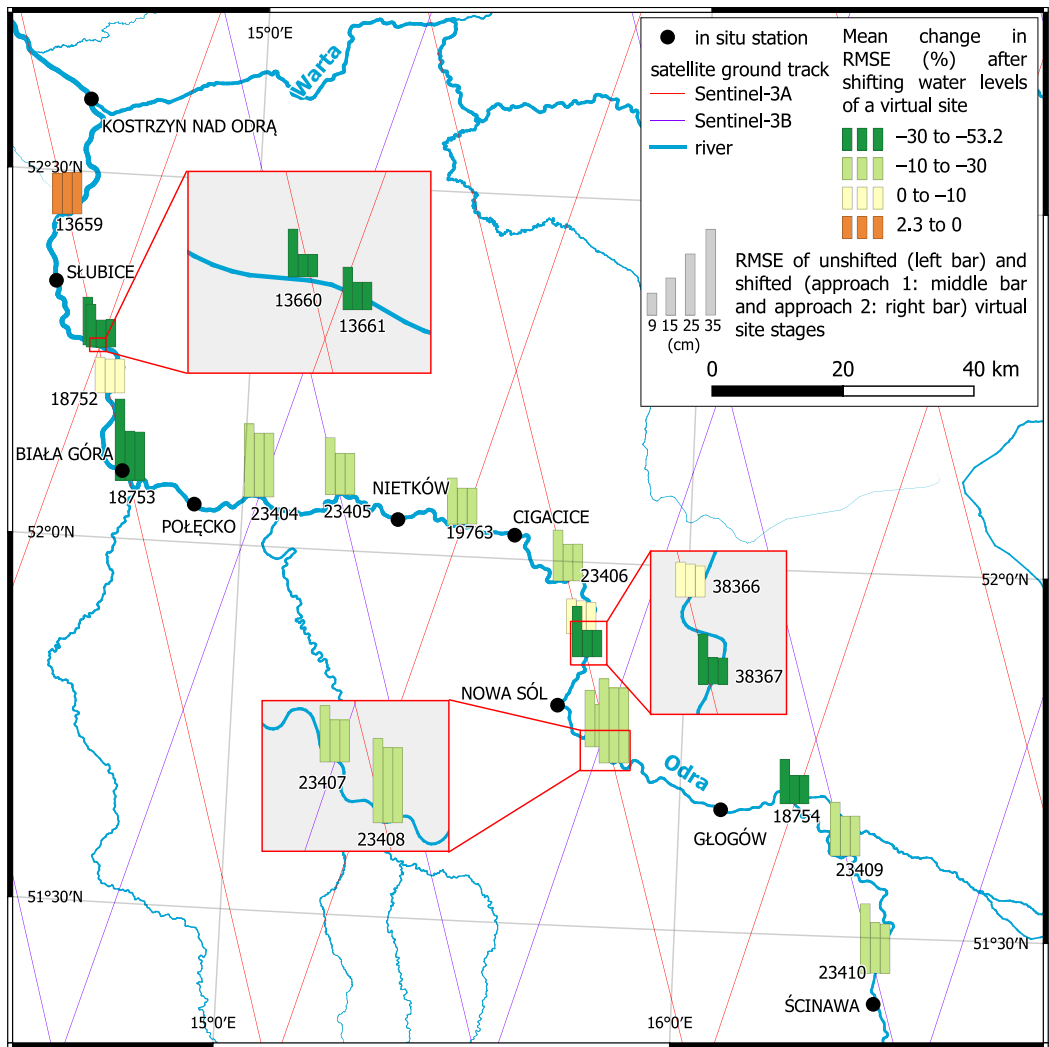 15°0′E
Warta
KOSTRZYN NAD ODRĄ
52°30′N
13659
SŁUBICE
13660
13661
18752
BIAŁA GÓRA
18753
POŁĘCKO
23404
23405
NIETKÓW
19763
CIGACICE
52°0′N
23406
52°0′N
38366
38367
NOWA SÓL
23407
23408
Odra
18754
GŁOGÓW
23409
51°30′N
51°30′N
23410
ŚCINAWA
15°0′E
16°0′E
in situ station
satellite ground track
Sentinel-3A
Sentinel-3B
river
Mean change in
RMSE (%) after
shifting water levels
of a virtual site
−30 to −53.2
−10 to −30
0 to −10
2.3 to 0
9 15 25 35
(cm)
RMSE of unshifted (left bar) and
shifted (approach 1: middle bar
and approach 2: right bar) virtual
site stages
0 20 40 km